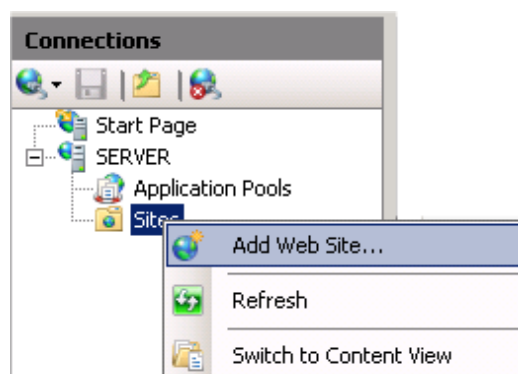 Connections
Start Page
SERVER
Application Pools
Sites
Add Web Site...
Refresh
Switch to Content View